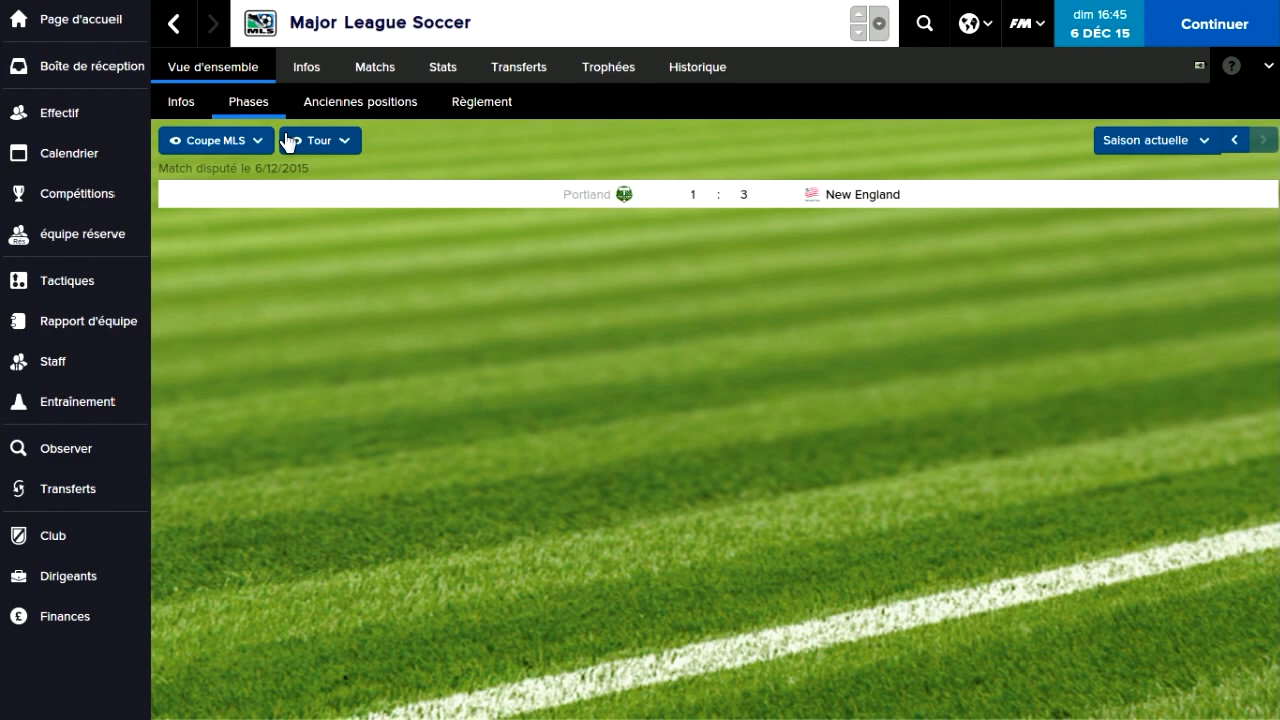 Page d'accueil
Boîte de réception
Effectif
Calendrier
Compétitions
équipe réserve
Rés
Tactiques
Rapport d'équipe
Staff
Entraînement
Observer
Transferts
Club
Dirigeants
£ Finances
MLS Major League Soccer
FM
dim 16:45
6 DÉC 15
Continuer
Vue d'ensemble Infos Matchs Stats Transferts Trophées Historique ?
Infos Phases Anciennes positions Règlement
Coupe MLS Tour Saison actuelle
Match disputé le 6/12/2015
Portland 1 : 3 New England